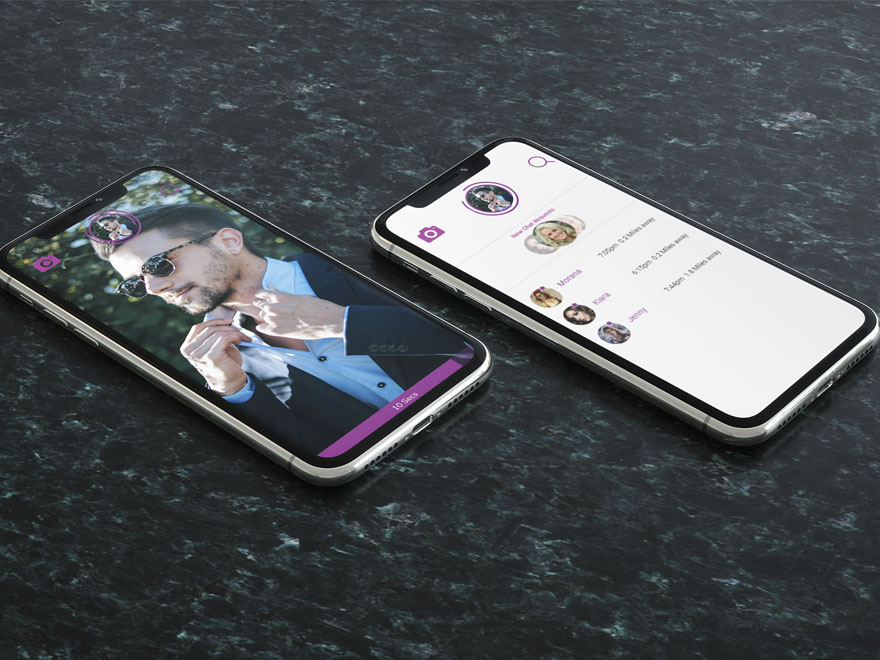 10 Secs
New Chat Requests
Morana
7:05pm 0.3 Miles away
Kiara
6:15pm 0.2 Miles away
Jenny
7:44pm 1.8 Miles away